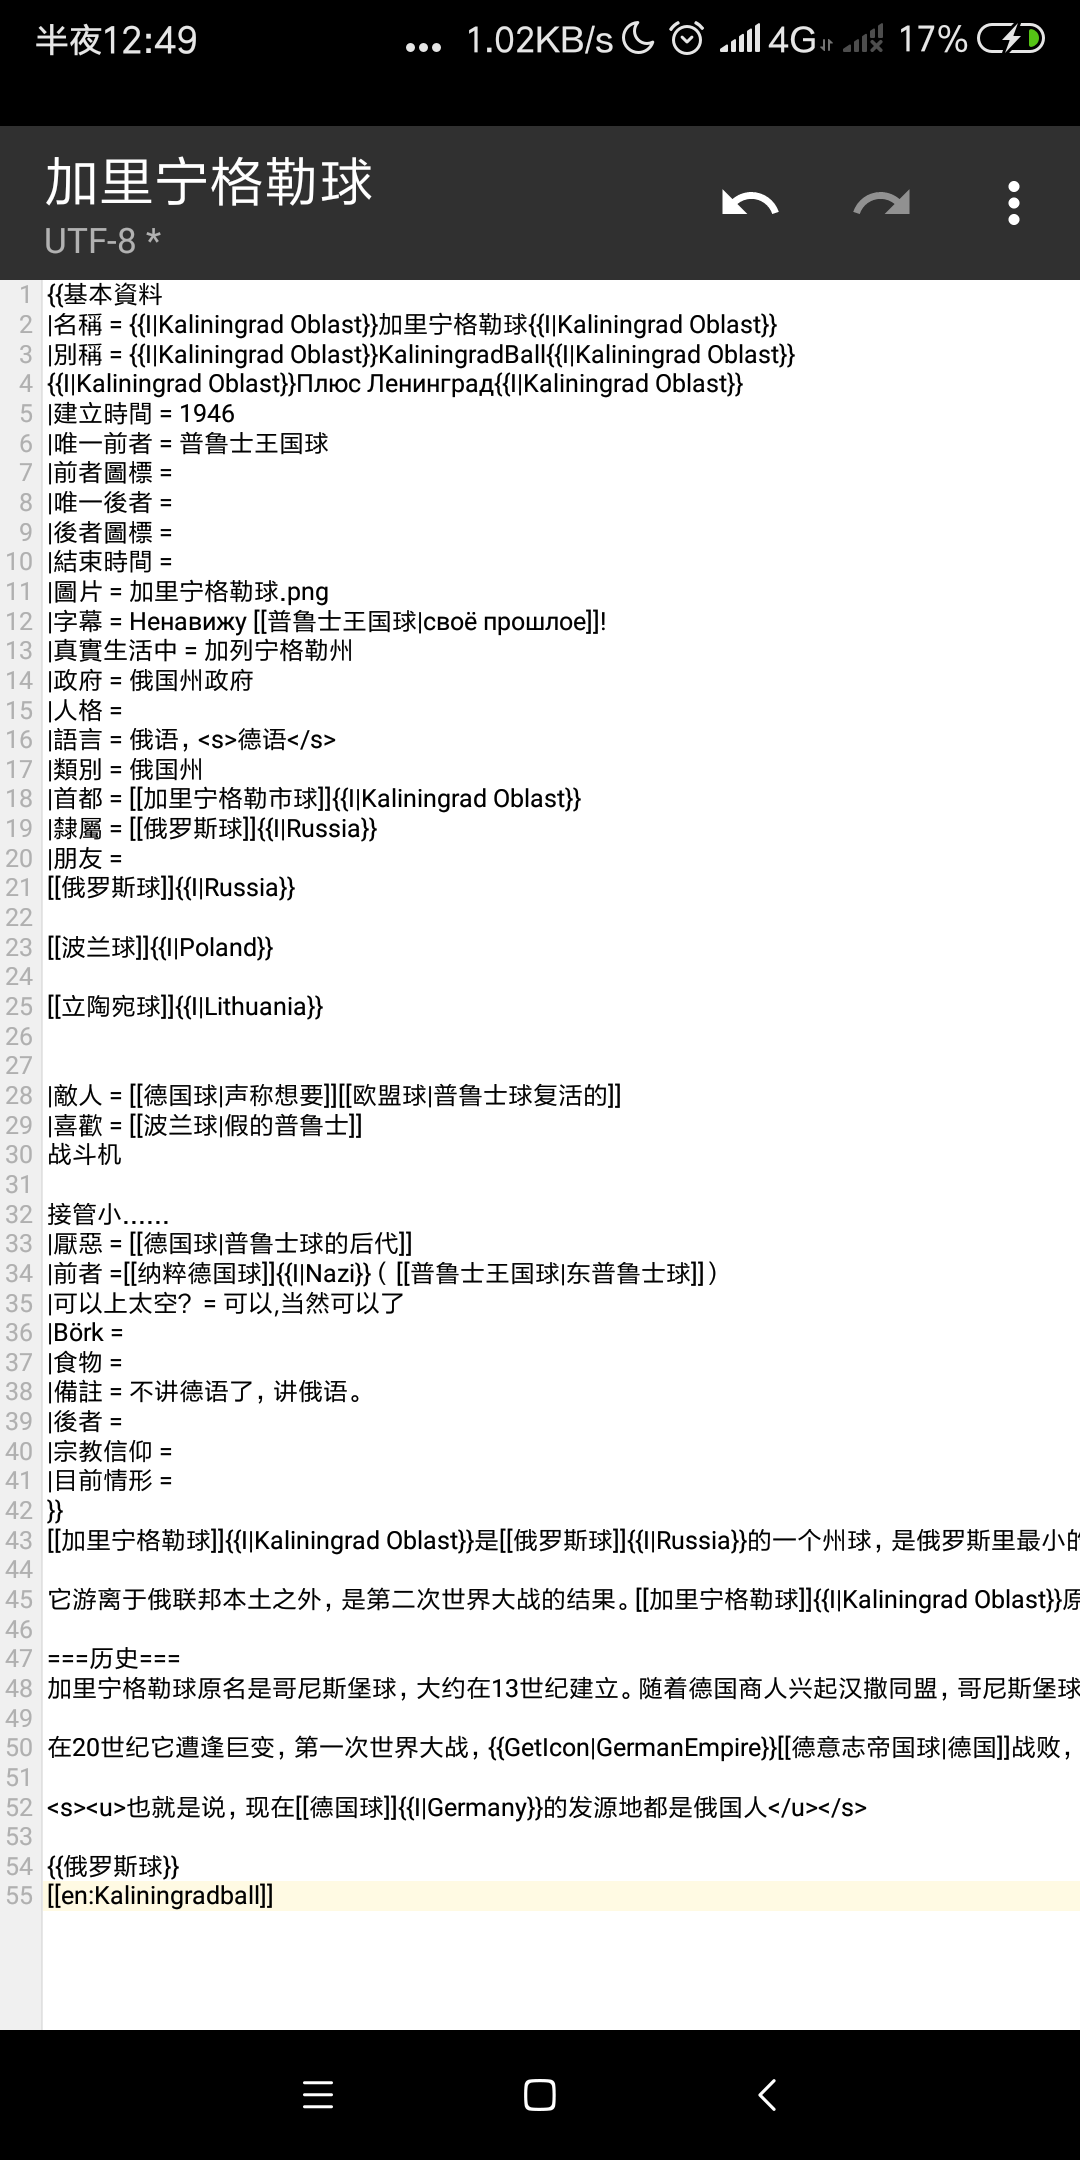 半夜12:49
... 1.02KB/s 4G 17%
加里宁格勒球
UTF-8 *
1 {{基本資料
2 |名稱 = {{I|Kaliningrad Oblast}}加里宁格勒球{{I|Kaliningrad Oblast}}
3 |別稱 = {{I|Kaliningrad Oblast}}KaliningradBall{{I|Kaliningrad Oblast}}
4 {{I|Kaliningrad Oblast}}Плюс Ленинград{{I|Kaliningrad Oblast}}
5 |建立時間 = 1946
6 |唯一前者 = 普鲁士王国球
7 |前者圖標 =
8 |唯一後者 =
9 |後者圖標 =
10 |結束時間 =
11 |圖片 = 加里宁格勒球.png
12 |字幕 = Ненавижу [[普鲁士王国球|своё прошлое]]!
13 |真實生活中 = 加列宁格勒州
14 |政府 = 俄国州政府
15 |人格 =
16 |語言 = 俄语，<s>德语</s>
17 |類別 = 俄国州
18 |首都 = [[加里宁格勒市球]]{{I|Kaliningrad Oblast}}
19 |隸屬 = [[俄罗斯球]]{{I|Russia}}
20 |朋友 =
21 [[俄罗斯球]]{{I|Russia}}
22
23 [[波兰球]]{{I|Poland}}
24
25 [[立陶宛球]]{{I|Lithuania}}
26
27
28 |敵人 = [[德国球|声称想要]][[欧盟球|普鲁士球复活的]]
29 |喜歡 = [[波兰球|假的普鲁士]]
30 战斗机
31
32 接管小……
33 |厭惡 = [[德国球|普鲁士球的后代]]
34 |前者 =[[纳粹德国球]]{{I|Nazi}}（ [[普鲁士王国球|东普鲁士球]]）
35 |可以上太空？ = 可以,当然可以了
36 |Börk =
37 |食物 =
38 |備註 = 不讲德语了，讲俄语。
39 |後者 =
40 |宗教信仰 =
41 |目前情形 =
42 }}
43 [[加里宁格勒球]]{{I|Kaliningrad Oblast}}是[[俄罗斯球]]{{I|Russia}}的一个州球，是俄罗斯里最小的
44
45 它游离于俄联邦本土之外，是第二次世界大战的结果。[[加里宁格勒球]]{{I|Kaliningrad Oblast}}原
46
47 ===历史===
48 加里宁格勒球原名是哥尼斯堡球，大约在13世纪建立。随着德国商人兴起汉撒同盟，哥尼斯堡球
49
50 在20世纪它遭逢巨变，第一次世界大战，{{GetIcon|GermanEmpire}}[[德意志帝国球|德国]]战败，
51
52 <s><u>也就是说，现在[[德国球]]{{I|Germany}}的发源地都是俄国人</u></s>
53
54 {{俄罗斯球}}
55 [[en:Kaliningradball]]